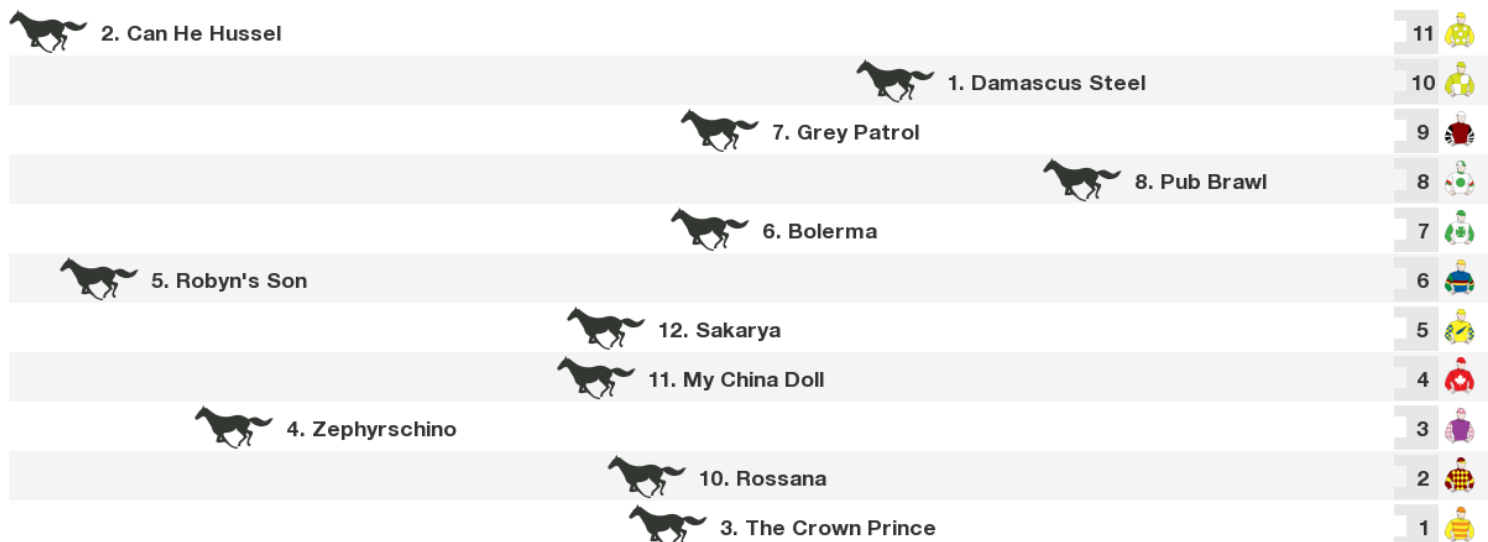 2. Can He Hussel 11
1. Damascus Steel 10
7. Grey Patrol 9
8. Pub Brawl 8
6. Bolerma 7
5. Robyn's Son 6
12. Sakarya 5
11. My China Doll 4
4. Zephyrschino 3
10. Rossana 2
3. The Crown Prince 1